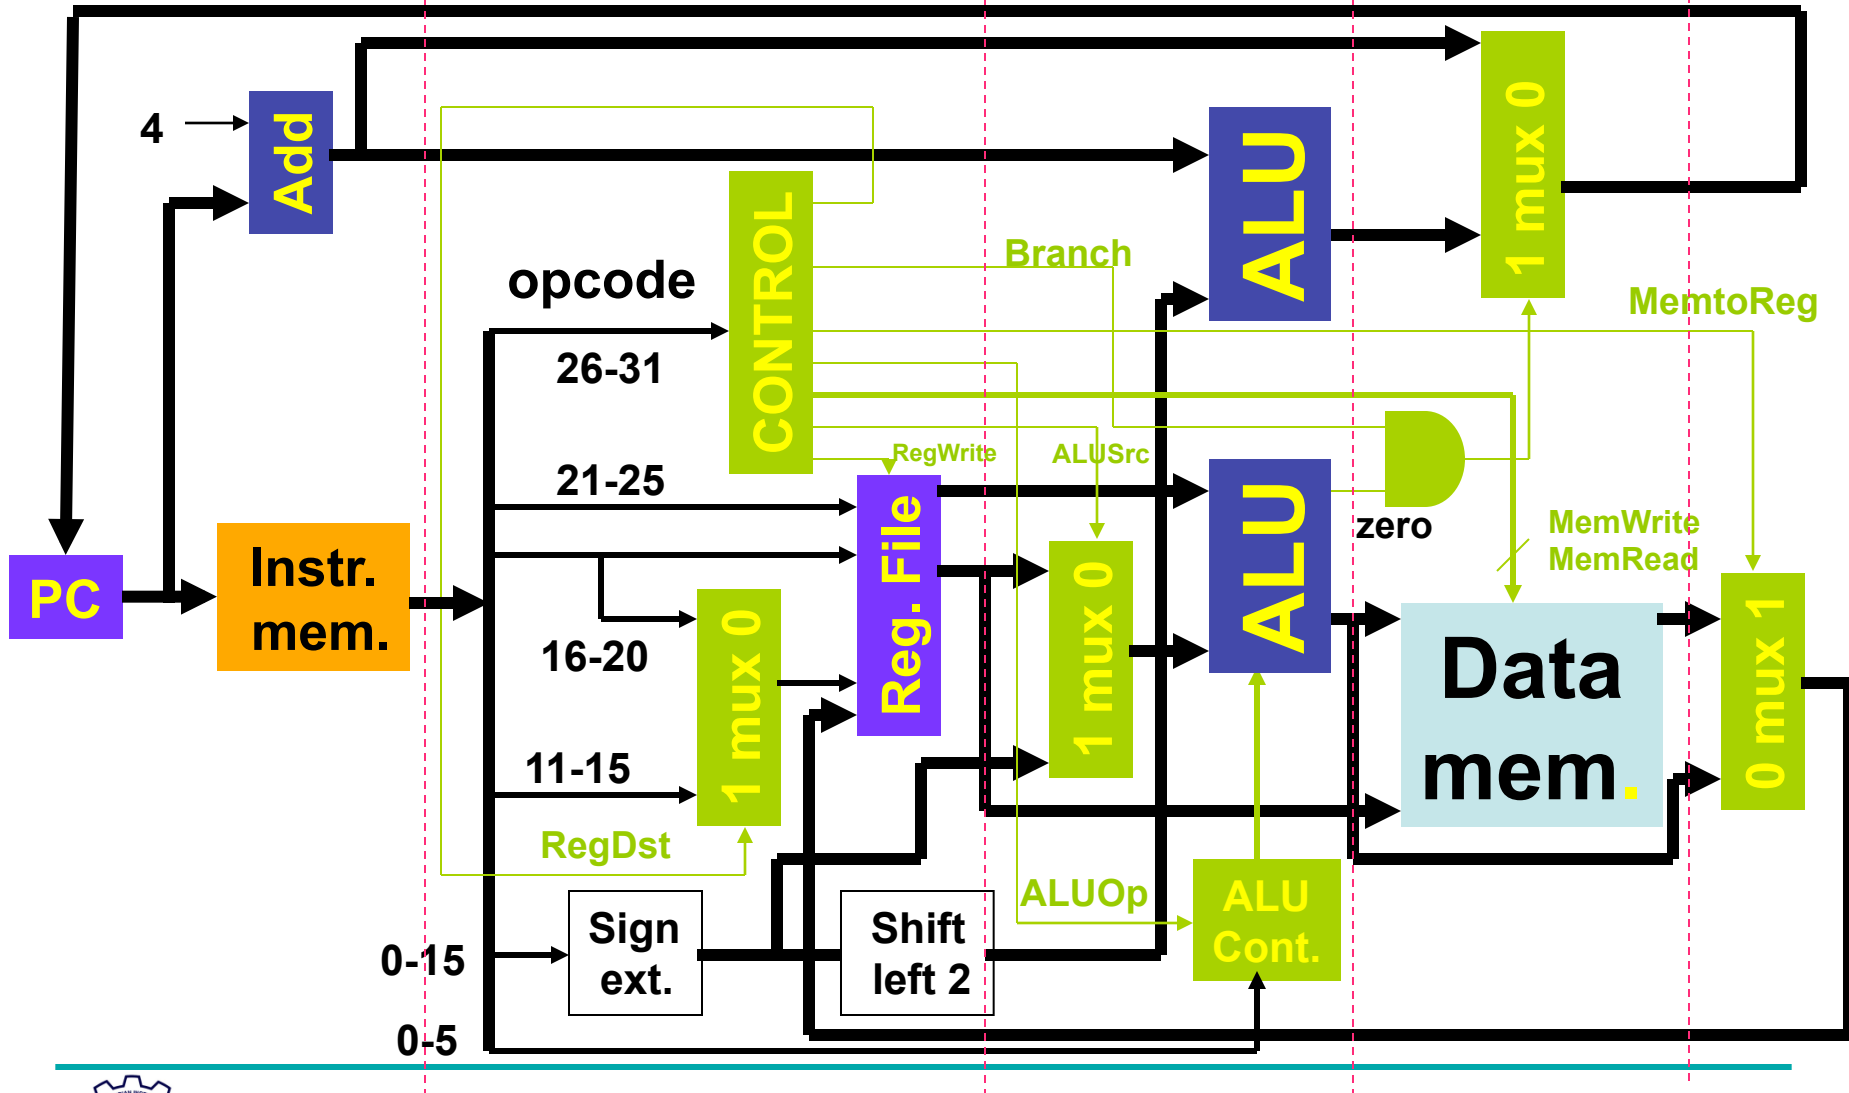 4
Add
ALU
1 mux 0
opcode
CONTROL
Branch
MemtoReg
26-31
RegWrite
ALUSrc
21-25
zero
MemWrite
MemRead
PC
Instr.
mem.
Reg. File
1 mux 0
ALU
Data
mem.
0 mux 1
16-20
1 mux 0
11-15
RegDst
ALUOp
ALU
Cont.
Sign
ext.
Shift
left 2
0-15
0-5